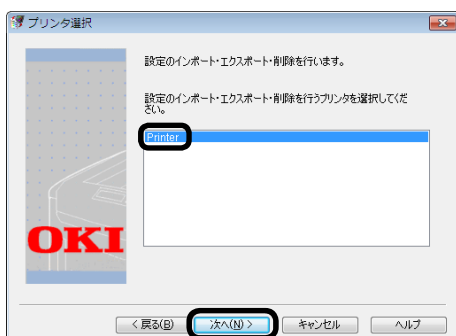 プリンタ選択
設定のインポート・エクスポート・削除を行います。
設定のインポート・エクスポート・削除を行うプリンタを選択してくだ
さい。
Printer
OKI
< 戻る(B)
次へ(N) >
キャンセル
ヘルプ